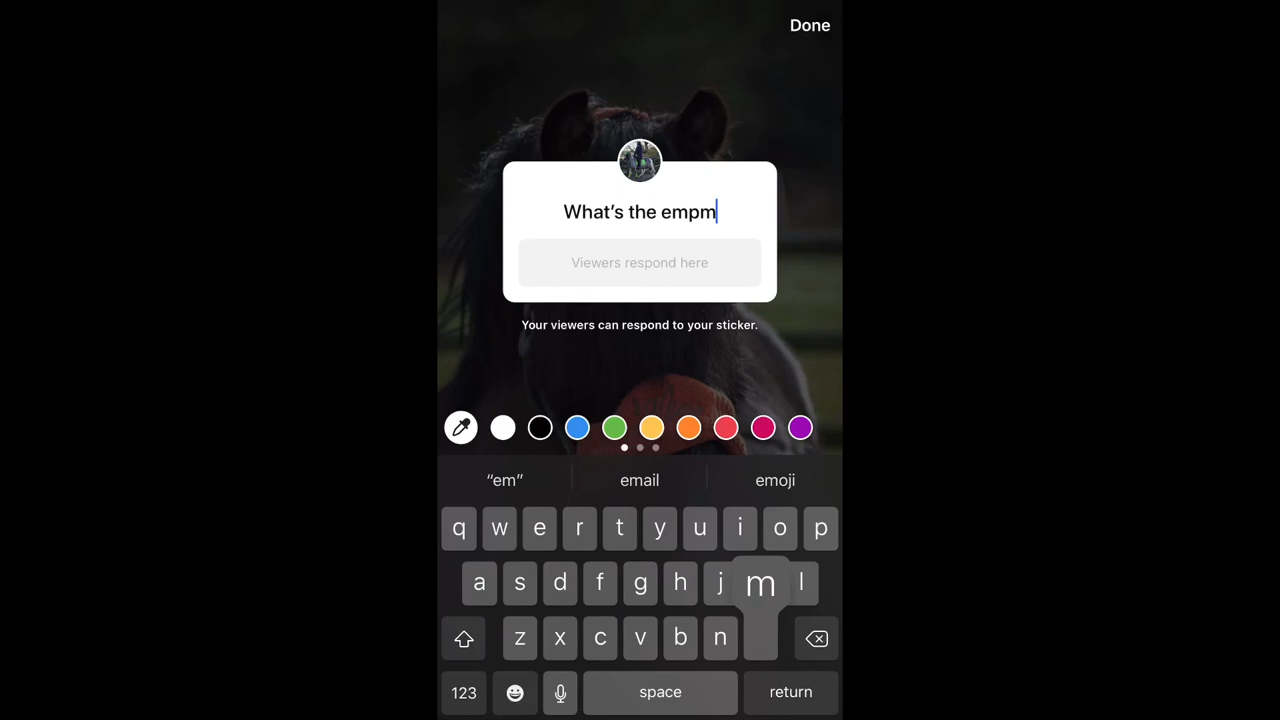 Done
What's the empm
Viewers respond here
Your viewers can respond to your sticker.
“em” email emoji
q w e r t y u i o p
a s d f g h j m l
z x c v b n
123 space return